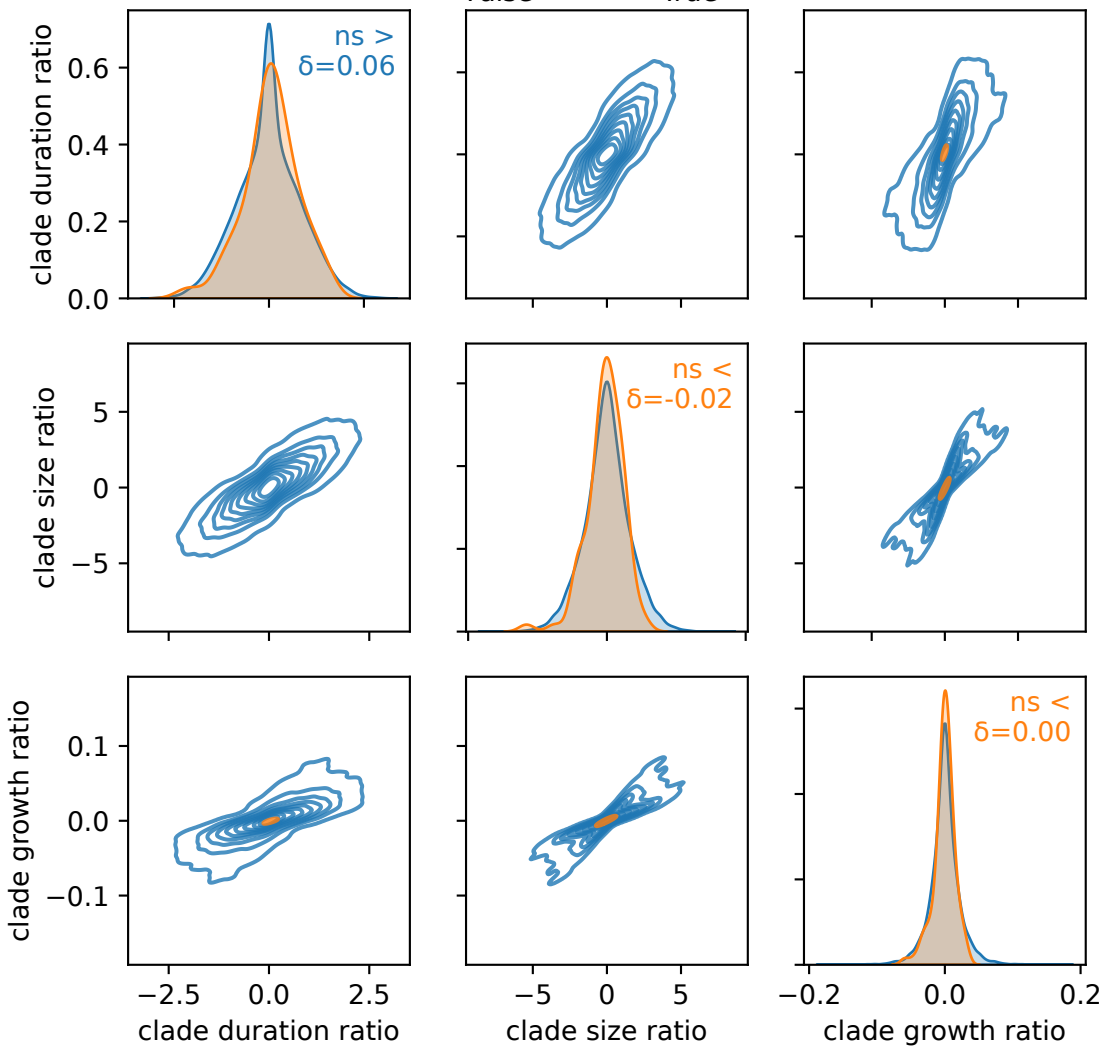 ns >
δ=0.06
clade duration ratio
0.6
0.4
0.2
0.0
−5
0
5
ns <
δ=-0.02
clade size ratio
5
0
−5
ns <
δ=0.00
clade growth ratio
0.1
0.0
−0.1
−2.5
0.0
2.5
−5
0
5
−0.2
0.0
0.2
clade duration ratio
clade size ratio
clade growth ratio